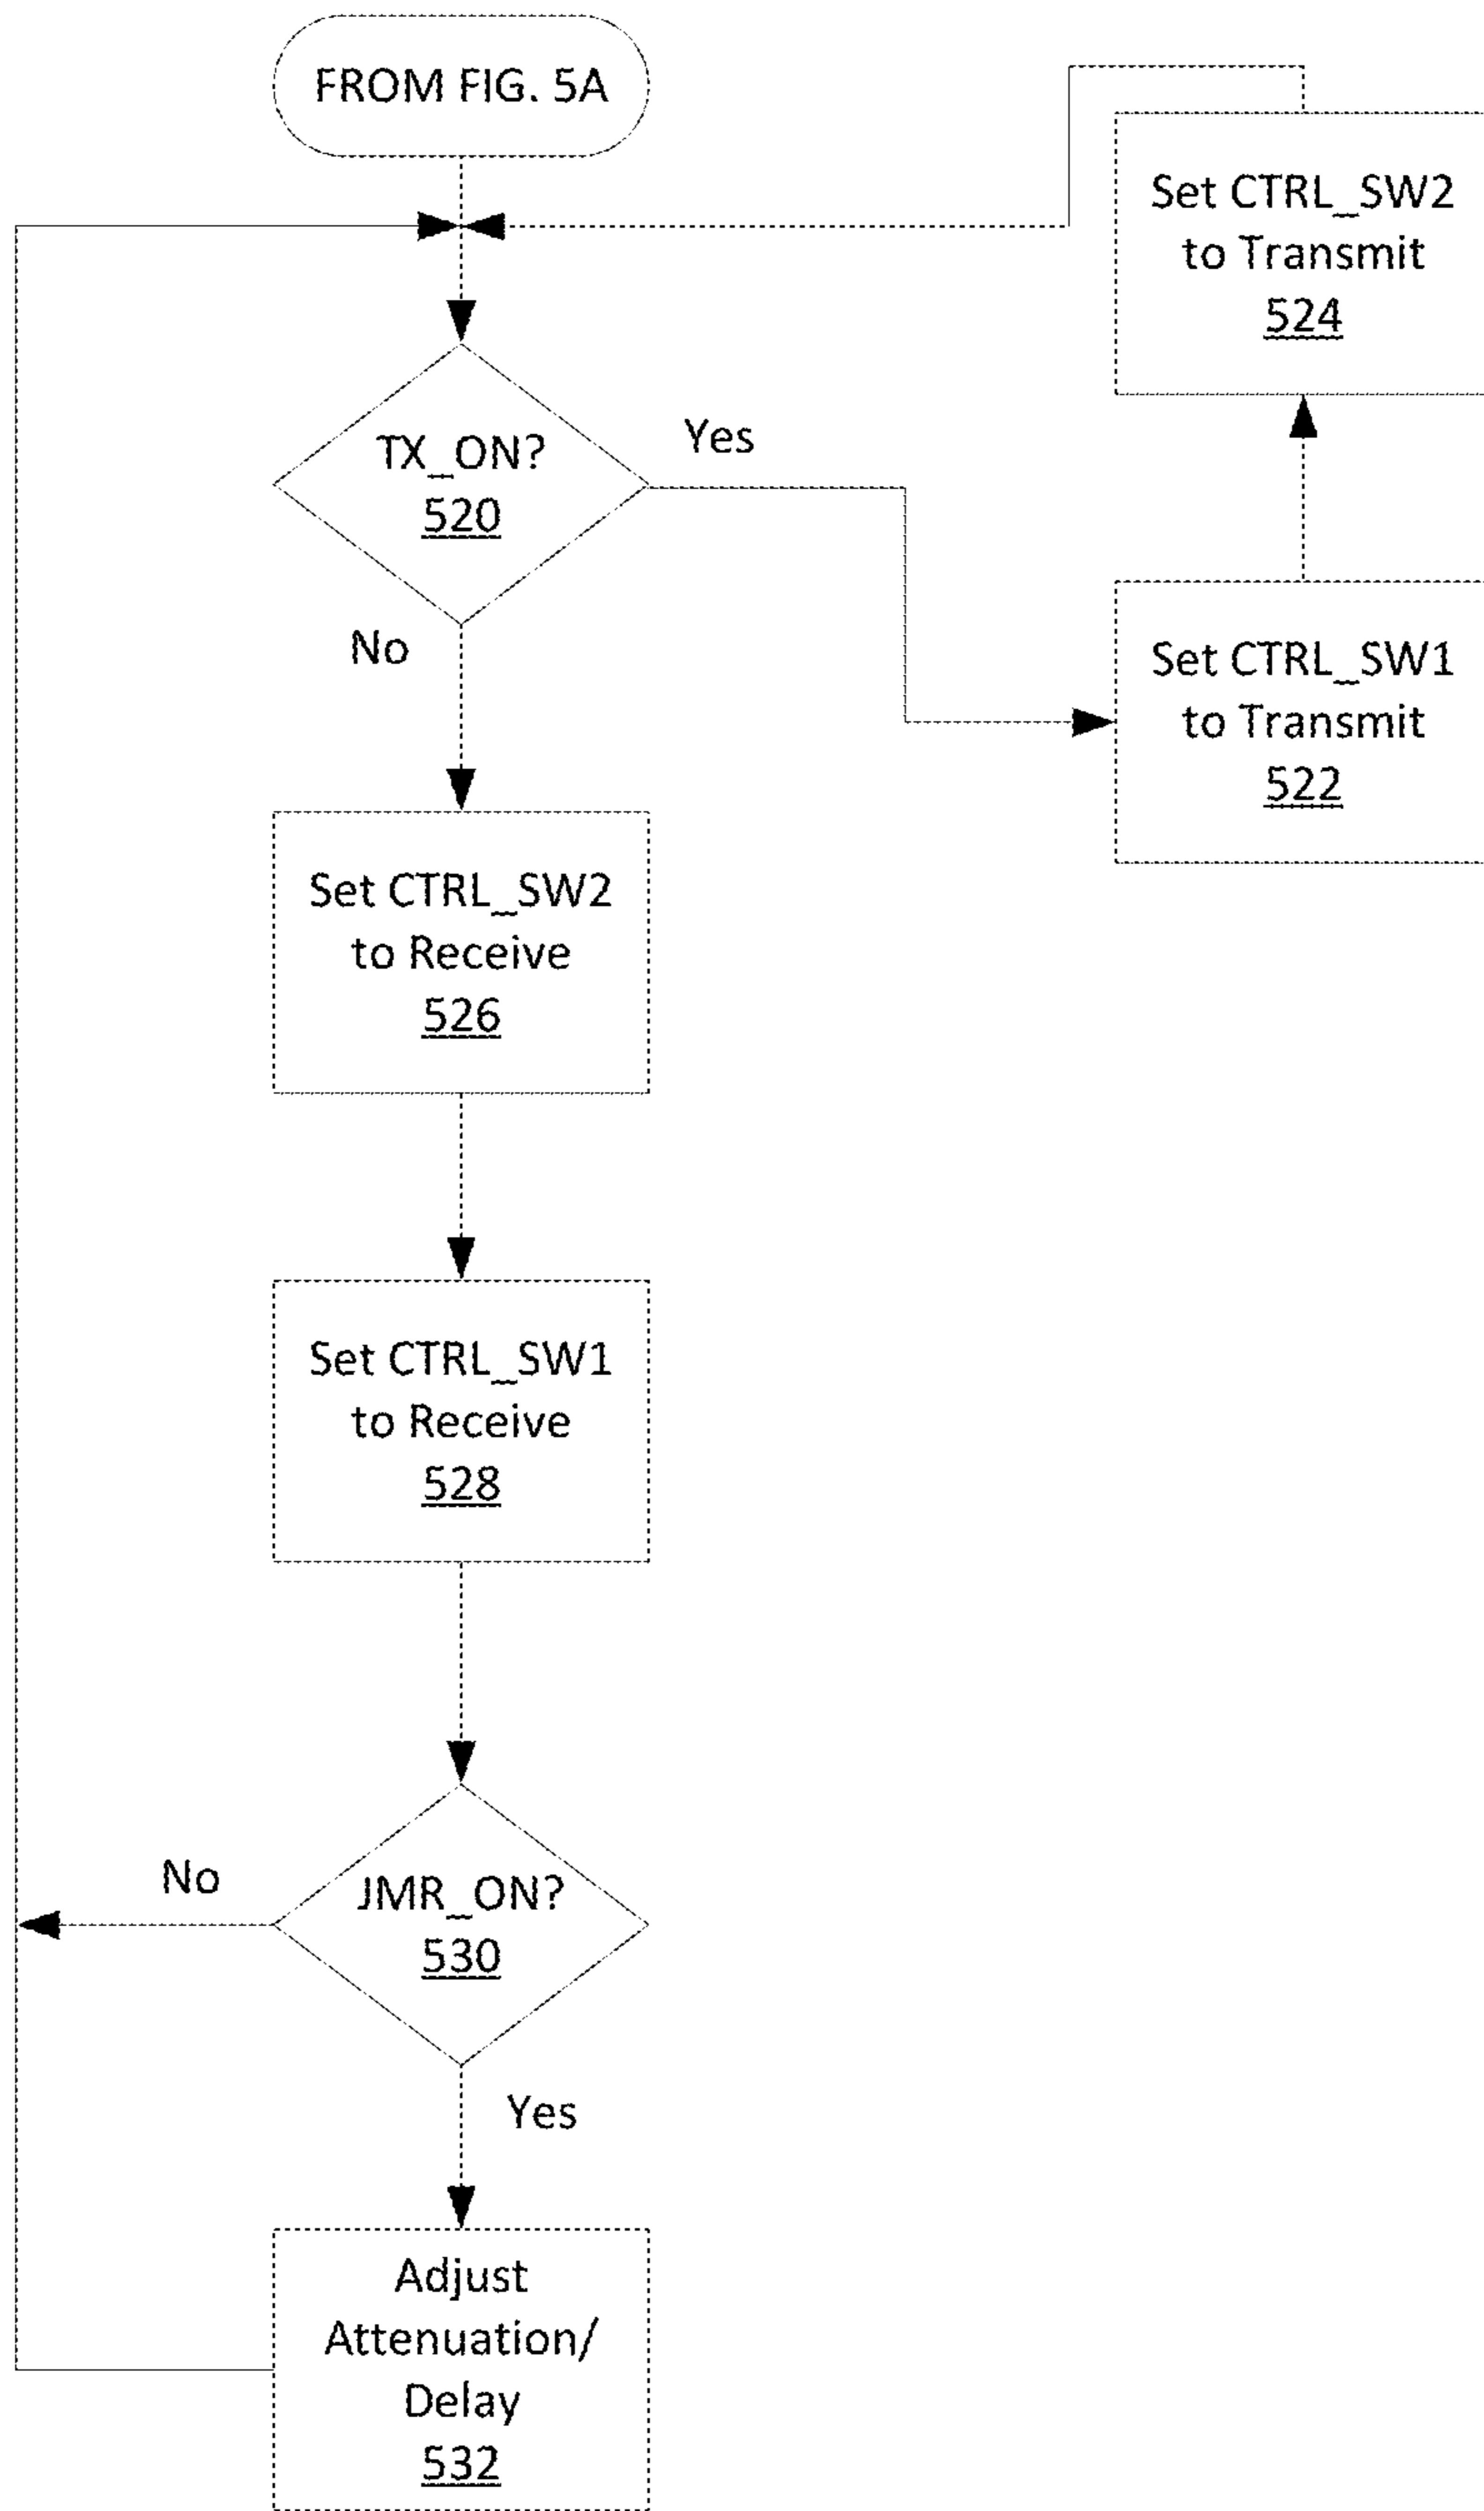 FROM FIG. 5A
TX_ON?
520
Yes
No
Set CTRL_SW2
to Transmit
524
Set CTRL_SW1
to Transmit
522
Set CTRL_SW2
to Receive
526
Set CTRL_SW1
to Receive
528
JMR_ON?
530
No
Yes
Adjust
Attenuation/
Delay
532